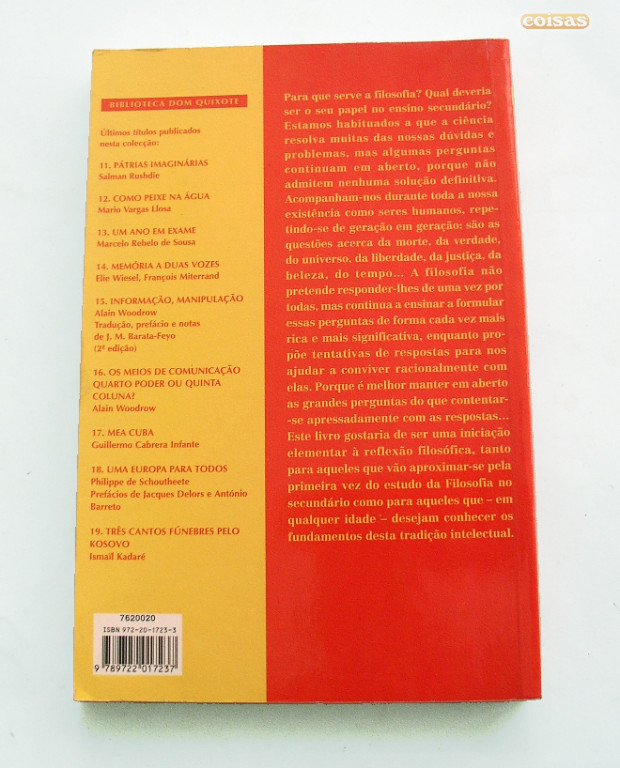 coisas
BIBLIOTECA DOM QUIXOTE
Últimos títulos publicados
nesta colecção:
11. PÁTRIAS IMAGINÁRIAS
Salman Rushdie
12. COMO PEIXE NA ÁGUA
Mario Vargas Llosa
13. UM ANO EM EXAME
Marcelo Rebelo de Sousa
14. MEMÓRIA A DUAS VOZES
Elie Wiesel, François Miterrand
15. INFORMAÇÃO, MANIPULAÇÃO
Alain Woodrow
Tradução, prefácio e notas
de J. M. Barata-Feyo
(2ª edição)
16. OS MEIOS DE COMUNICAÇÃO
QUARTO PODER OU QUINTA
COLUNA?
Alain Woodrow
17. MEA CUBA
Guillermo Cabrera Infante
18. UMA EUROPA PARA TODOS
Philippe de Schoutheete
Prefácios de Jacques Delors e António
Barreto
19. TRÊS CANTOS FÚNEBRES PELO
KOSOVO
Ismaïl Kadaré
7620020
ISBN 972-20-1723-3
9 789722 017237
Para que serve a filosofia? Qual deveria
ser o seu papel no ensino secundário?
Estamos habituados a que a ciência
resolva muitas das nossas dúvidas e
problemas, mas algumas perguntas
continuam em aberto, porque não
admitem nenhuma solução definitiva.
Acompanham-nos durante toda a nossa
existência como seres humanos, repe-
tindo-se de geração em geração: são as
questões acerca da morte, da verdade,
do universo, da liberdade, da justiça, da
beleza, do tempo... A filosofia não
pretende responder-lhes de uma vez por
todas, mas continua a ensinar a formular
essas perguntas de forma cada vez mais
rica e mais significativa, enquanto pro-
põe tentativas de respostas para nos
ajudar a conviver racionalmente com
elas. Porque é melhor manter em aberto
as grandes perguntas do que contentar-
-se apressadamente com as respostas...
Este livro gostaria de ser uma iniciação
elementar à reflexão filosófica, tanto
para aqueles que vão aproximar-se pela
primeira vez do estudo da Filosofia no
secundário como para aqueles que – em
qualquer idade – desejam conhecer os
fundamentos desta tradição intelectual.